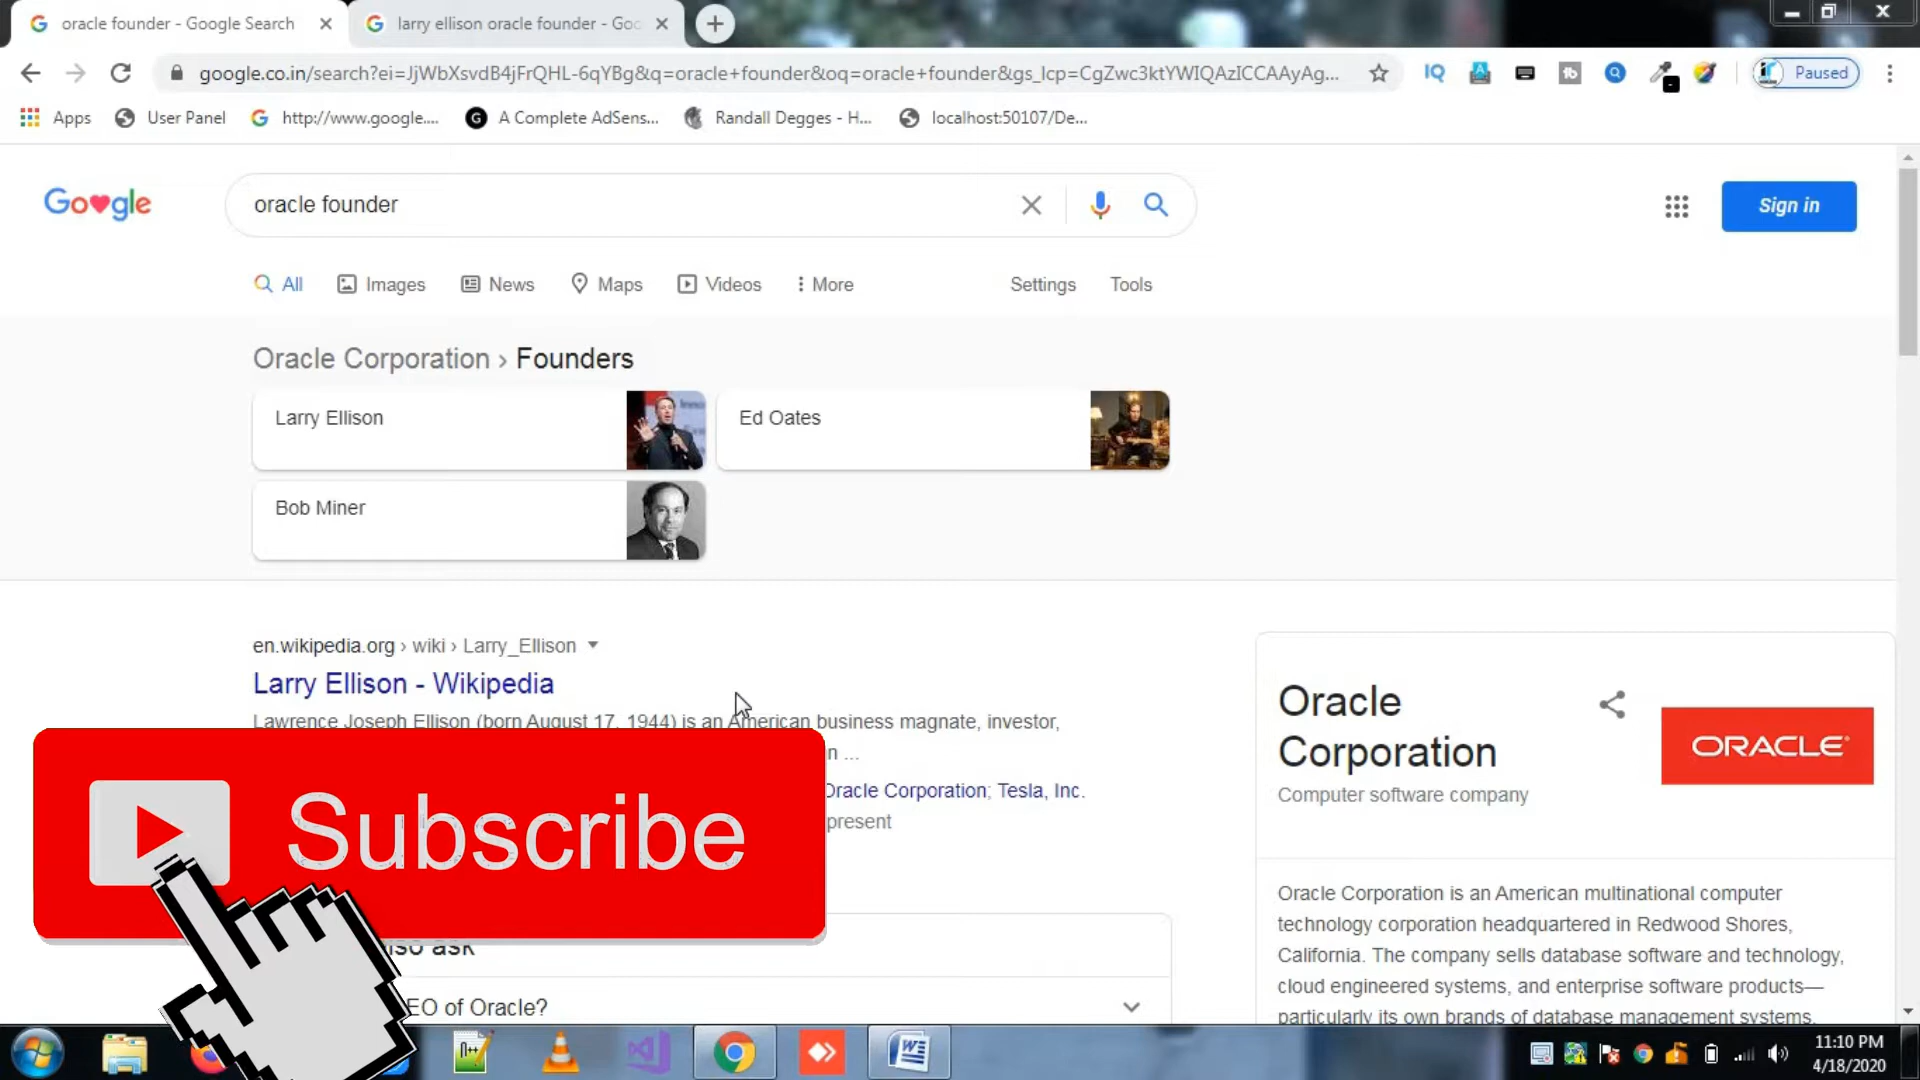 oracle founder - Google Search
larry ellison oracle founder - Goo
google.co.in/search?ei=JjWbXsvdB4jFrQHL-6qYBg&q=oracle+founder&oq=oracle+founder&gs_lcp=CgZwc3ktYWIQAzICCAAyAg...
IQ
Paused
Apps
User Panel
http://www.google....
A Complete AdSens...
Randall Degges - H...
localhost:50107/De...
Go❤gle
oracle founder
Sign in
All
Images
News
Maps
Videos
More
Settings
Tools
Oracle Corporation › Founders
Larry Ellison
Ed Oates
Bob Miner
en.wikipedia.org › wiki › Larry_Ellison
Larry Ellison - Wikipedia
Lawrence Joseph Ellison (born August 17, 1944) is an American business magnate, investor,
n ...
Oracle Corporation; Tesla, Inc.
present
Subscribe
also ask
EO of Oracle?
Oracle
Corporation
Computer software company
ORACLE
Oracle Corporation is an American multinational computer
technology corporation headquartered in Redwood Shores,
California. The company sells database software and technology,
cloud engineered systems, and enterprise software products—
particularly its own brands of database management systems.
11:10 PM
4/18/2020